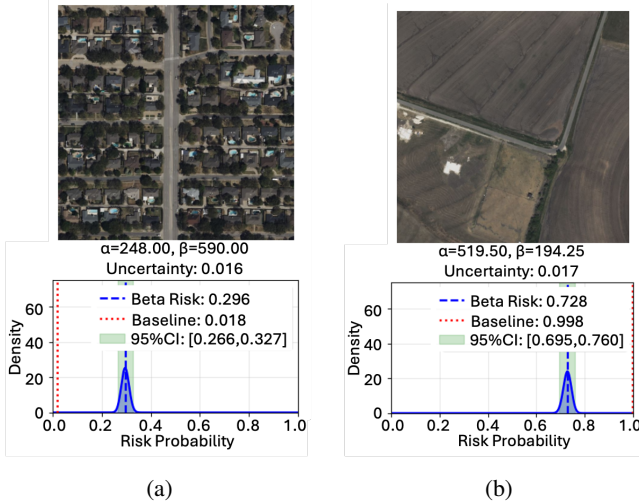 α=248.00, β=590.00
Uncertainty: 0.016
Density
60
40
20
0
Beta Risk: 0.296
Baseline: 0.018
95%CI: [0.266,0.327]
0.0 0.2 0.4 0.6 0.8 1.0
Risk Probability
(a)
α=519.50, β=194.25
Uncertainty: 0.017
Density
60
40
20
0
Beta Risk: 0.728
Baseline: 0.998
95%CI: [0.695,0.760]
0.0 0.2 0.4 0.6 0.8 1.0
Risk Probability
(b)